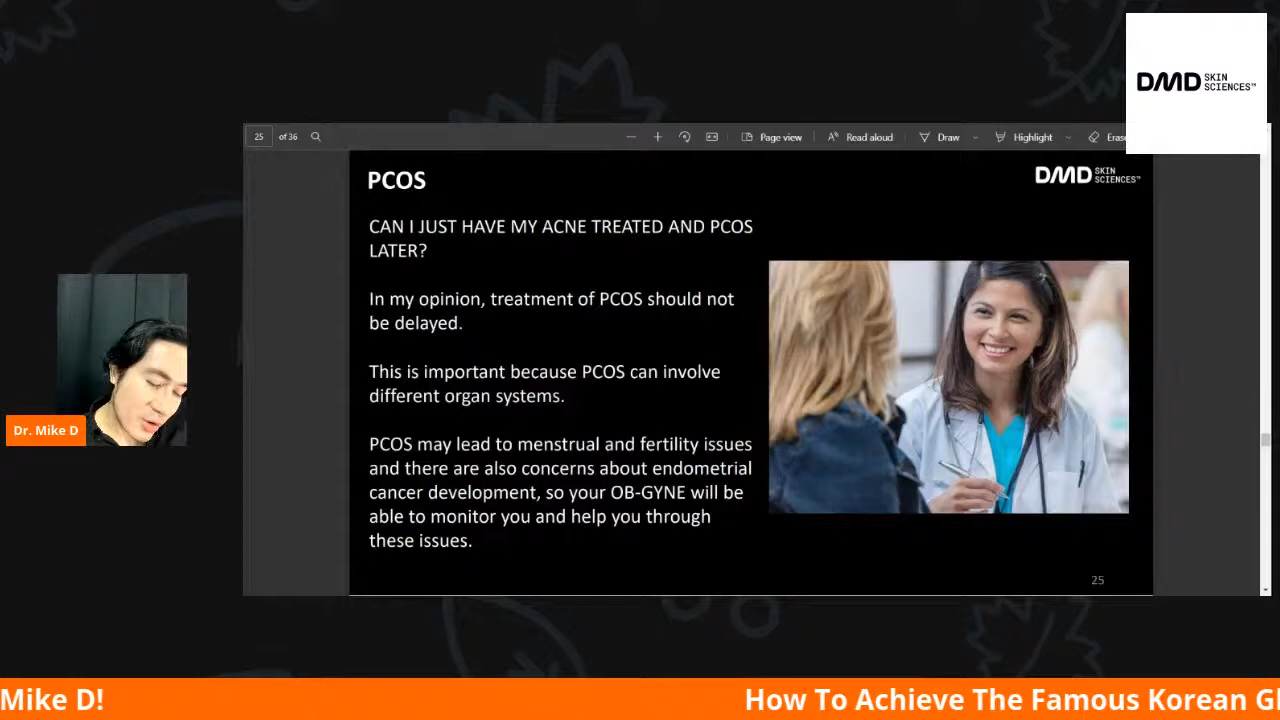 DMD SKIN
SCIENCES™
25 of 36
Page view
Read aloud
Draw
Highlight
PCOS
DMD SKIN
SCIENCES™
CAN I JUST HAVE MY ACNE TREATED AND PCOS
LATER?
In my opinion, treatment of PCOS should not
be delayed.
This is important because PCOS can involve
different organ systems.
PCOS may lead to menstrual and fertility issues
and there are also concerns about endometrial
cancer development, so your OB-GYNE will be
able to monitor you and help you through
these issues.
25
Dr. Mike D
Mike D!
How To Achieve The Famous Korean